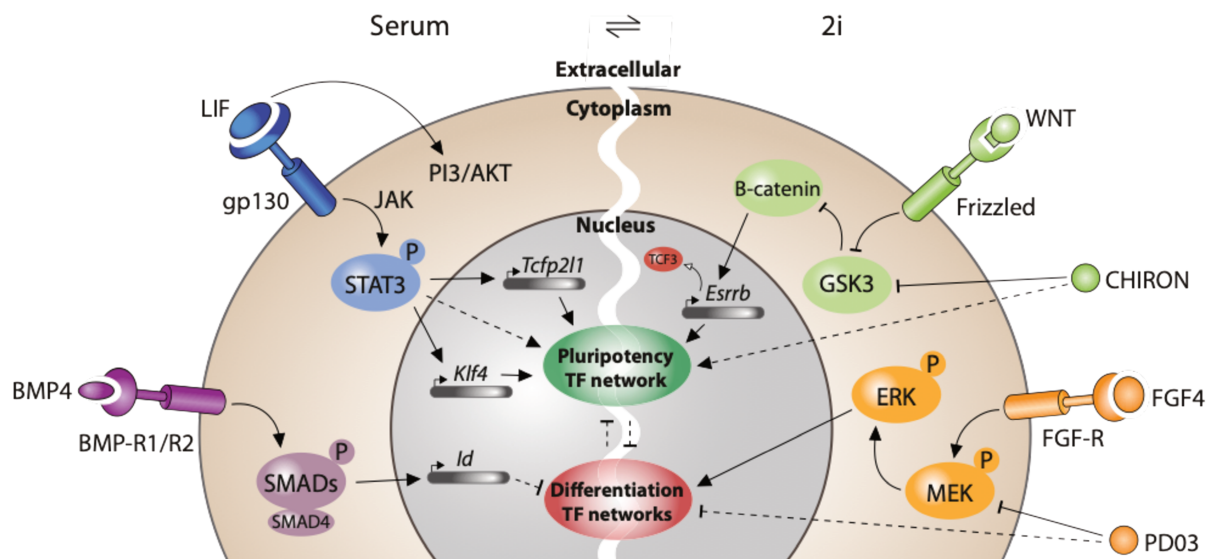 Serum
2i
Extracellular
Cytoplasm
LIF
WNT
PI3/AKT
B-catenin
gp130
JAK
Frizzled
Nucleus
P
STAT3
Tcfp2l1
TCF3
Esrrb
GSK3
CHIRON
Pluripotency
TF network
Klf4
P
ERK
BMP4
FGF4
BMP-R1/R2
FGF-R
P
SMADs
SMAD4
Id
P
MEK
Differentiation
TF networks
PD03